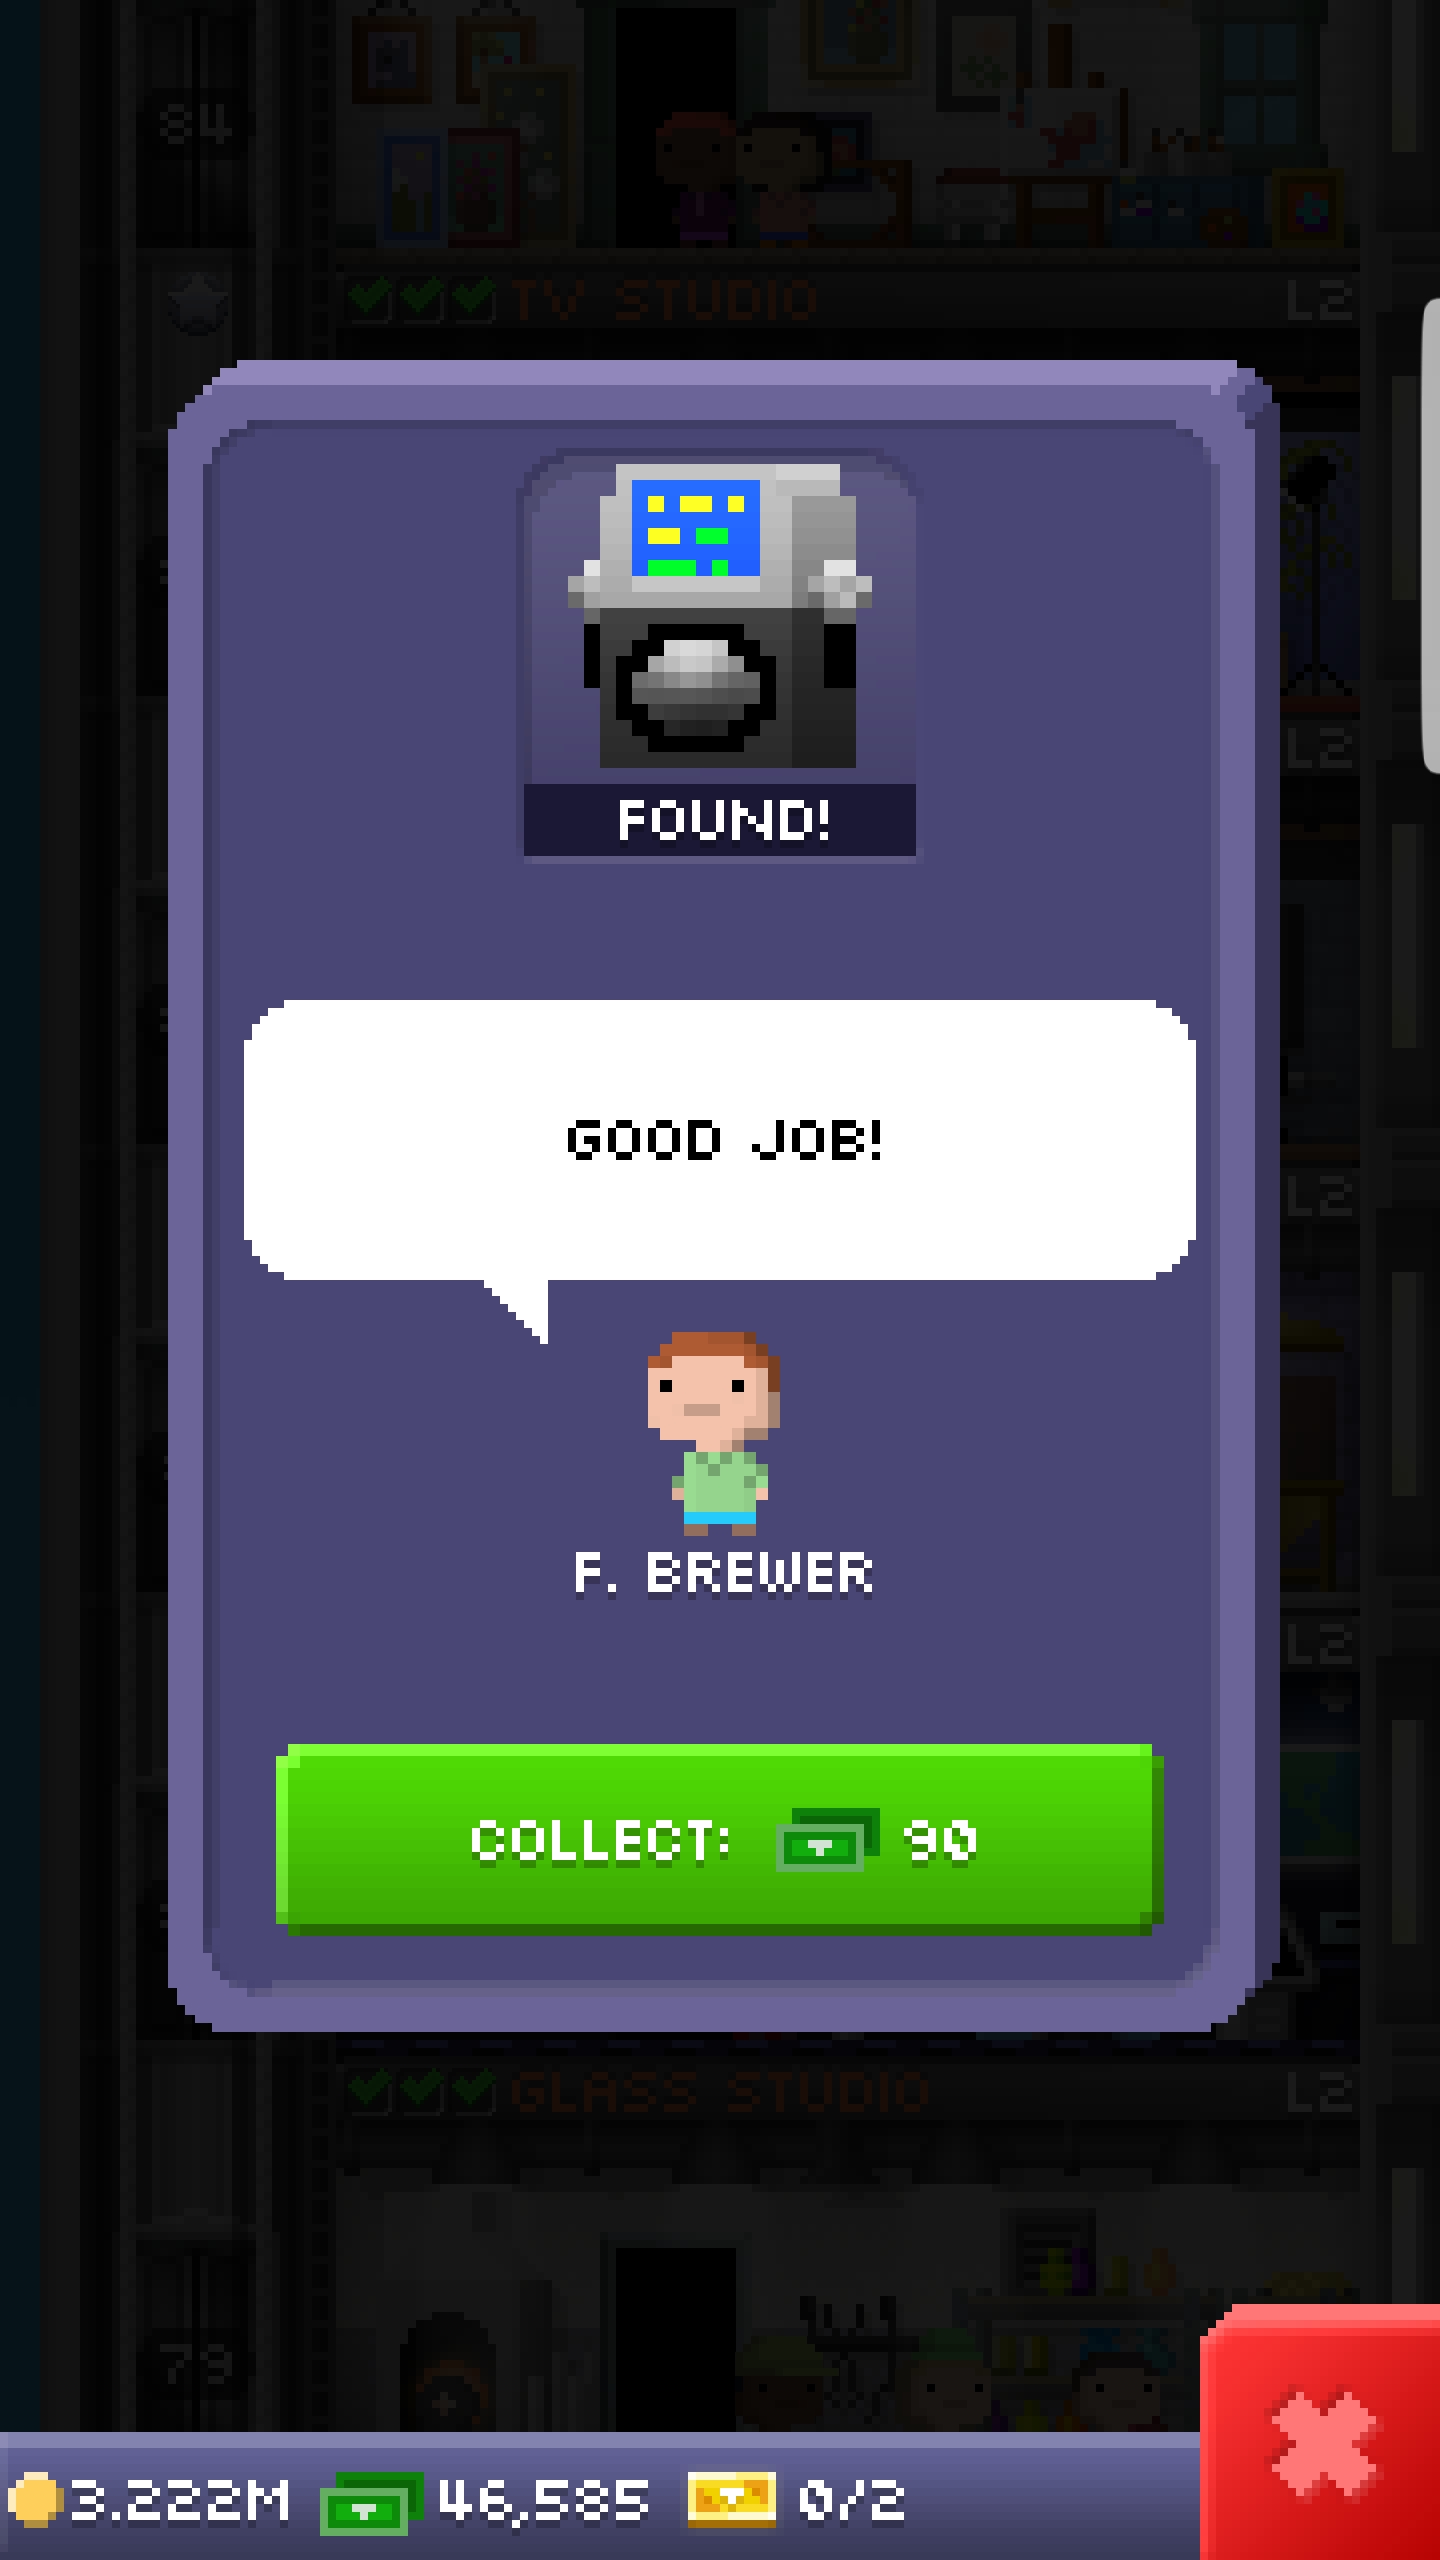 84
TV STUDIO L2
FOUND!
L2
GOOD JOB!
L2
F. BREWER
L2
COLLECT: 90
GLASS STUDIO L2
79
3.222M 46,585 0/2